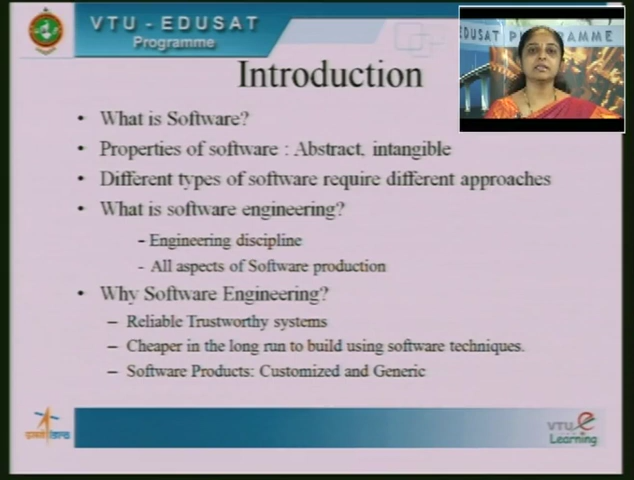 VTU - EDUSAT
Programme
EDUSAT PROGRAMME
Introduction
• What is Software?
• Properties of software : Abstract, intangible
• Different types of software require different approaches
• What is software engineering?
- Engineering discipline
- All aspects of Software production
• Why Software Engineering?
– Reliable Trustworthy systems
– Cheaper in the long run to build using software techniques.
– Software Products: Customized and Generic
VTU e
Learning